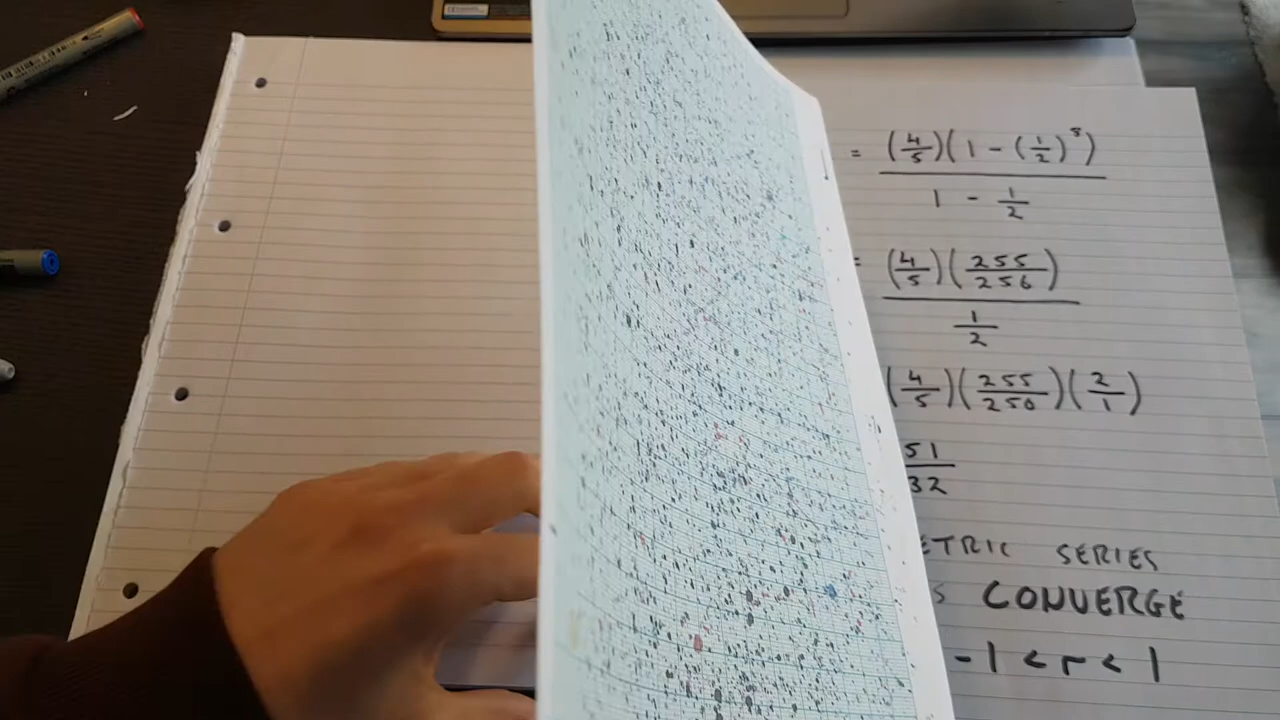 = (4/5)(1 - (1/2)^8) / 1 - 1/2
= (4/5)(255/256) / 1/2
(4/5)(255/256)(2/1)
51/32
ETRIC SERIES
S CONVERGE
-1 < r < 1